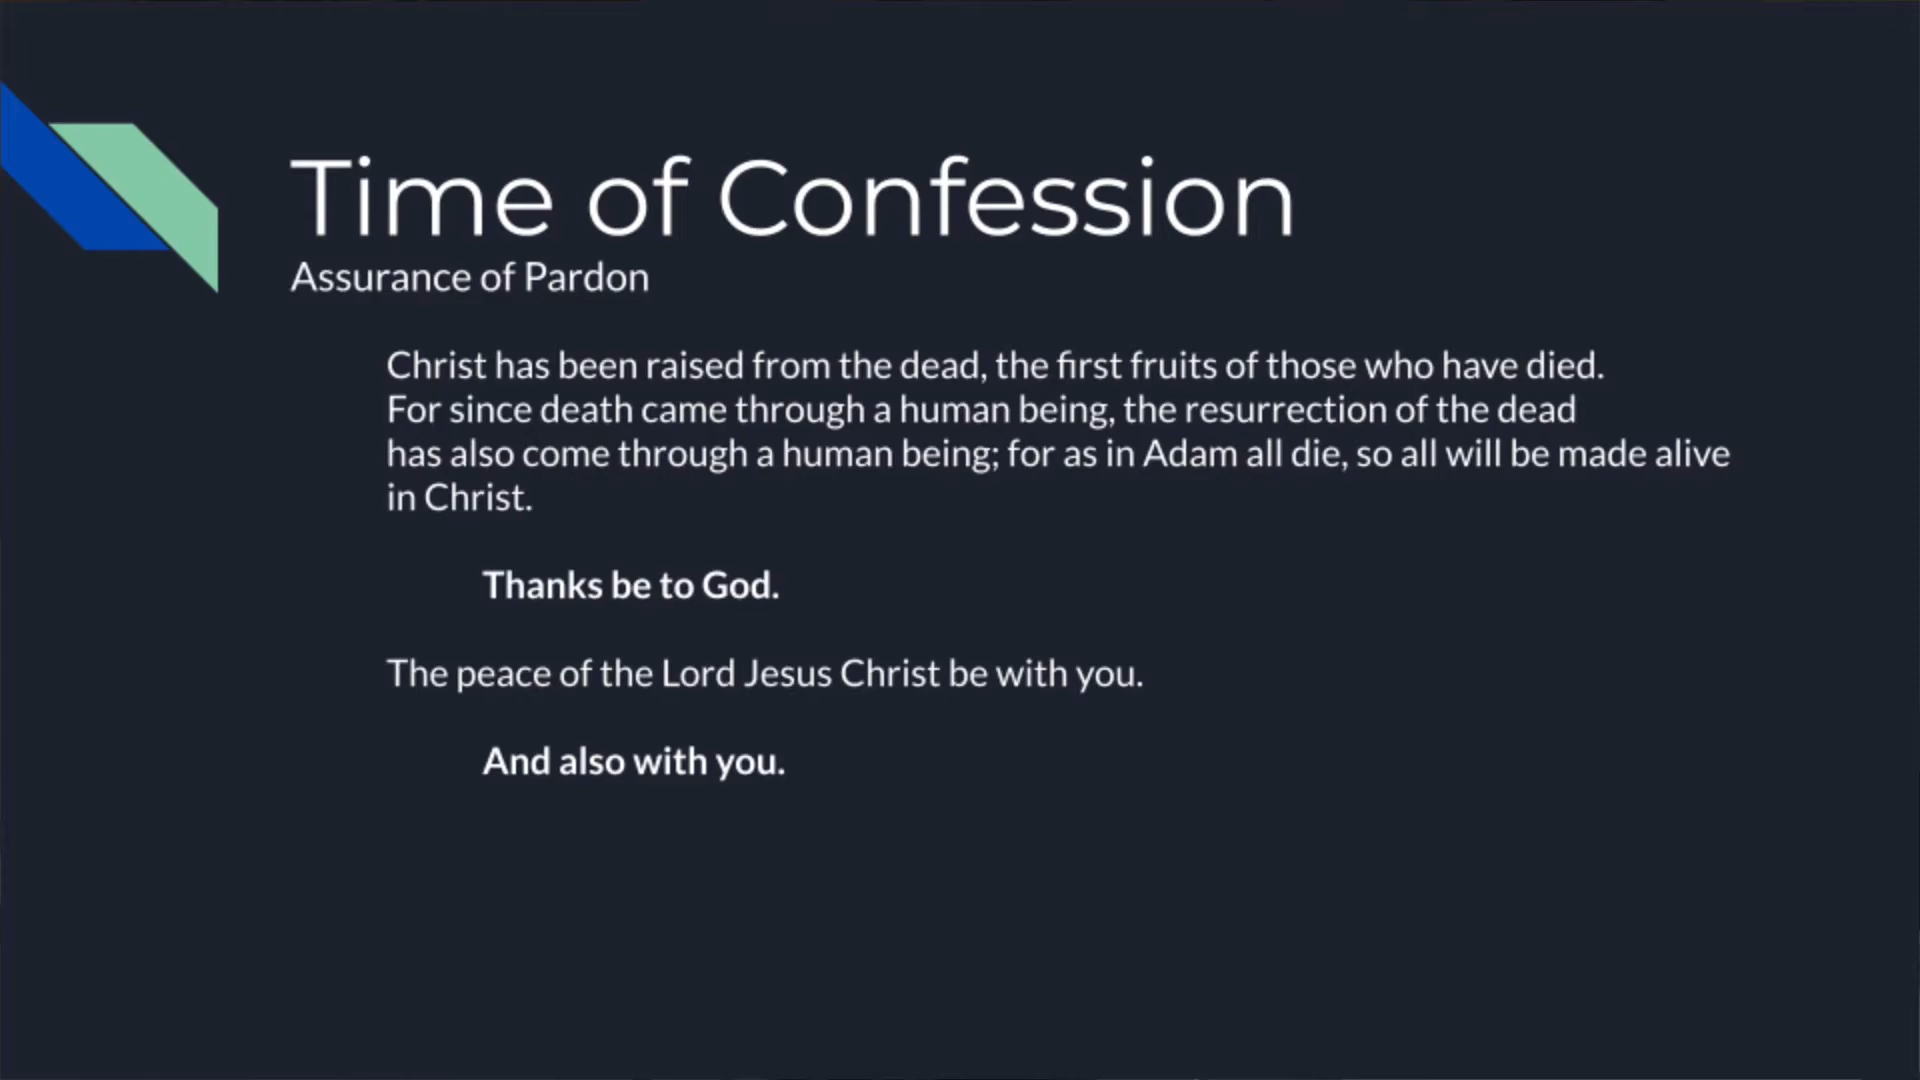 Time of Confession
Assurance of Pardon
Christ has been raised from the dead, the first fruits of those who have died.
For since death came through a human being, the resurrection of the dead
has also come through a human being; for as in Adam all die, so all will be made alive
in Christ.
Thanks be to God.
The peace of the Lord Jesus Christ be with you.
And also with you.